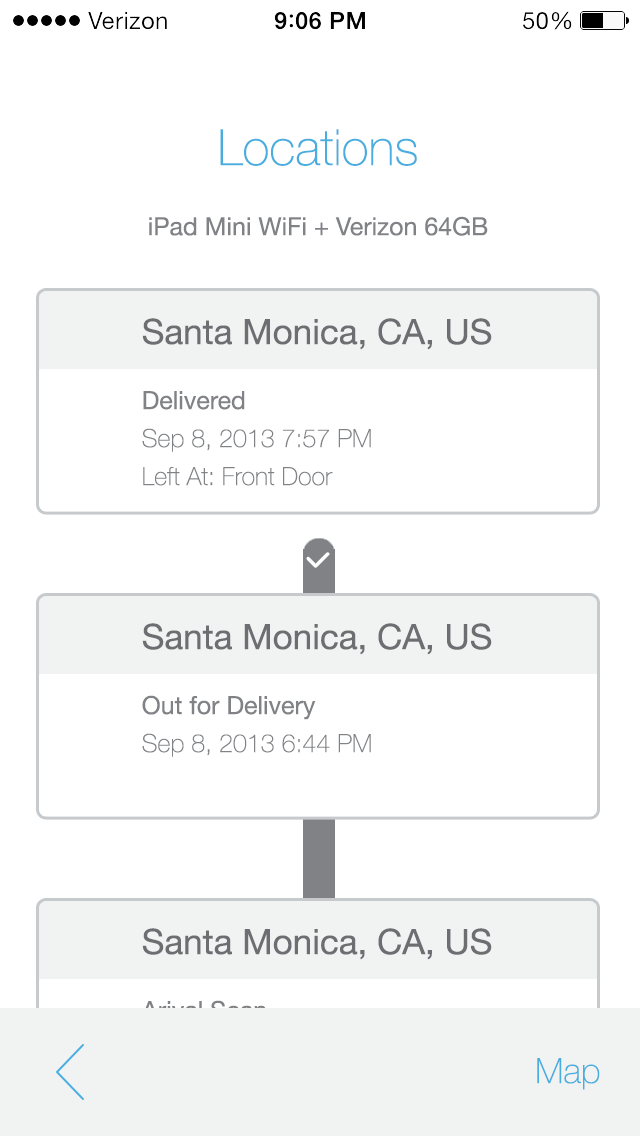 Verizon 9:06 PM 50%
Locations
iPad Mini WiFi + Verizon 64GB
Santa Monica, CA, US
Delivered
Sep 8, 2013 7:57 PM
Left At: Front Door
Santa Monica, CA, US
Out for Delivery
Sep 8, 2013 6:44 PM
Santa Monica, CA, US
Arival Scan
Map